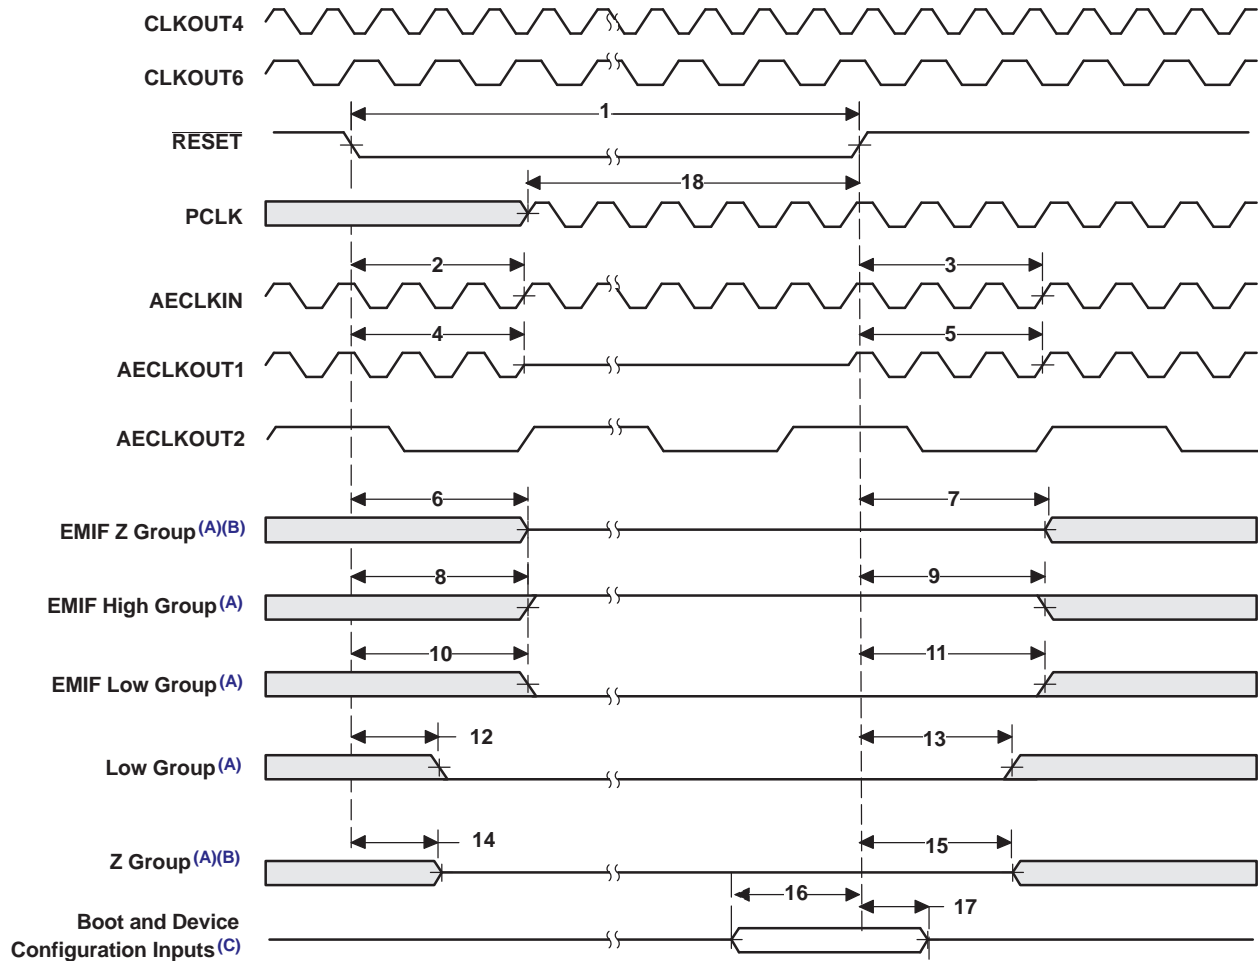 CLKOUT4
CLKOUT6
1
RESET
18
PCLK
2
3
AECLKIN
4
5
AECLKOUT1
AECLKOUT2
6
7
EMIF Z Group (A)(B)
8
9
EMIF High Group (A)
10
11
EMIF Low Group (A)
12
13
Low Group (A)
14
15
Z Group (A)(B)
16
17
Boot and Device
Configuration Inputs (C)